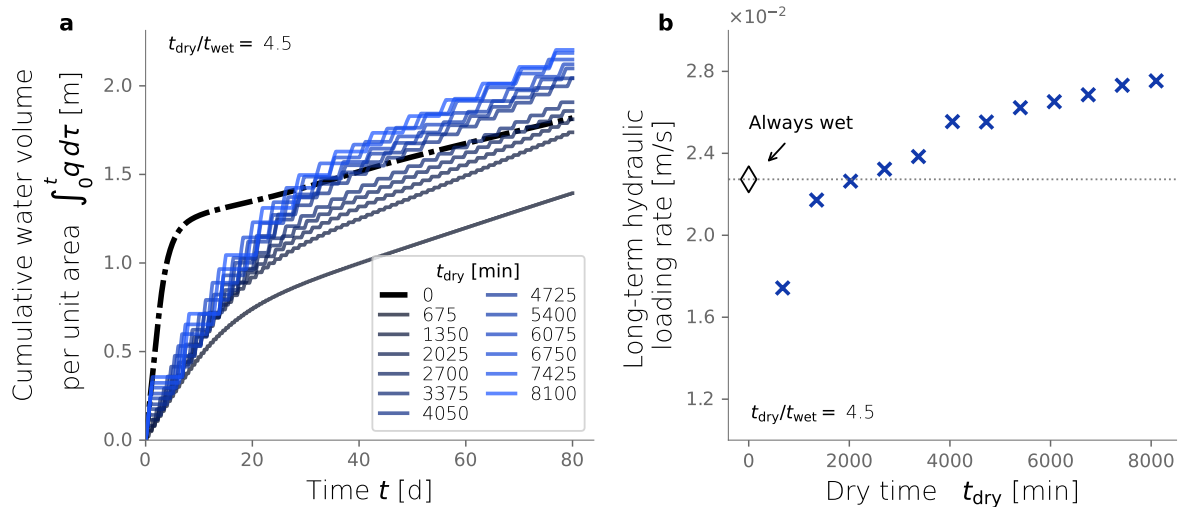 a
t_dry/t_wet = 4.5
Cumulative water volume
per unit area ∫₀ᵗ q dτ [m]
2.0
1.5
1.0
0.5
0.0
0
20
40
60
80
Time t [d]
t_dry [min]
0
675
1350
2025
2700
3375
4050
4725
5400
6075
6750
7425
8100
b
×10⁻²
Long-term hydraulic
loading rate [m/s]
2.8
2.4
2.0
1.6
1.2
Always wet
t_dry/t_wet = 4.5
0
2000
4000
6000
8000
Dry time t_dry [min]